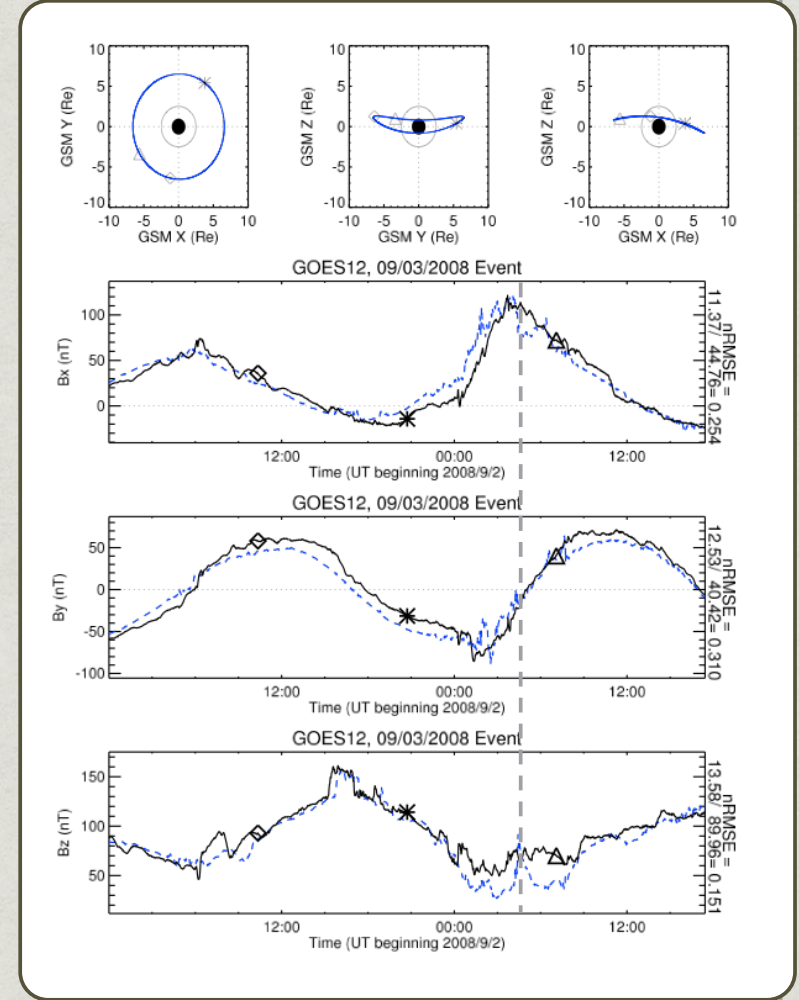 10
5
0
-5
-10
GSM Y (Re)
-10 -5 0 5 10
GSM X (Re)
10
5
0
-5
-10
GSM Z (Re)
-10 -5 0 5 10
GSM Y (Re)
10
5
0
-5
-10
GSM Z (Re)
-10 -5 0 5 10
GSM X (Re)
GOES12, 09/03/2008 Event
100
50
0
Bx (nT)
12:00 00:00 12:00
Time (UT beginning 2008/9/2)
nRMSE =
11.37/ 44.76= 0.254
GOES12, 09/03/2008 Event
50
0
-50
-100
By (nT)
12:00 00:00 12:00
Time (UT beginning 2008/9/2)
nRMSE =
12.53/ 40.42= 0.310
GOES12, 09/03/2008 Event
150
100
50
Bz (nT)
12:00 00:00 12:00
Time (UT beginning 2008/9/2)
nRMSE =
13.58/ 89.96= 0.151